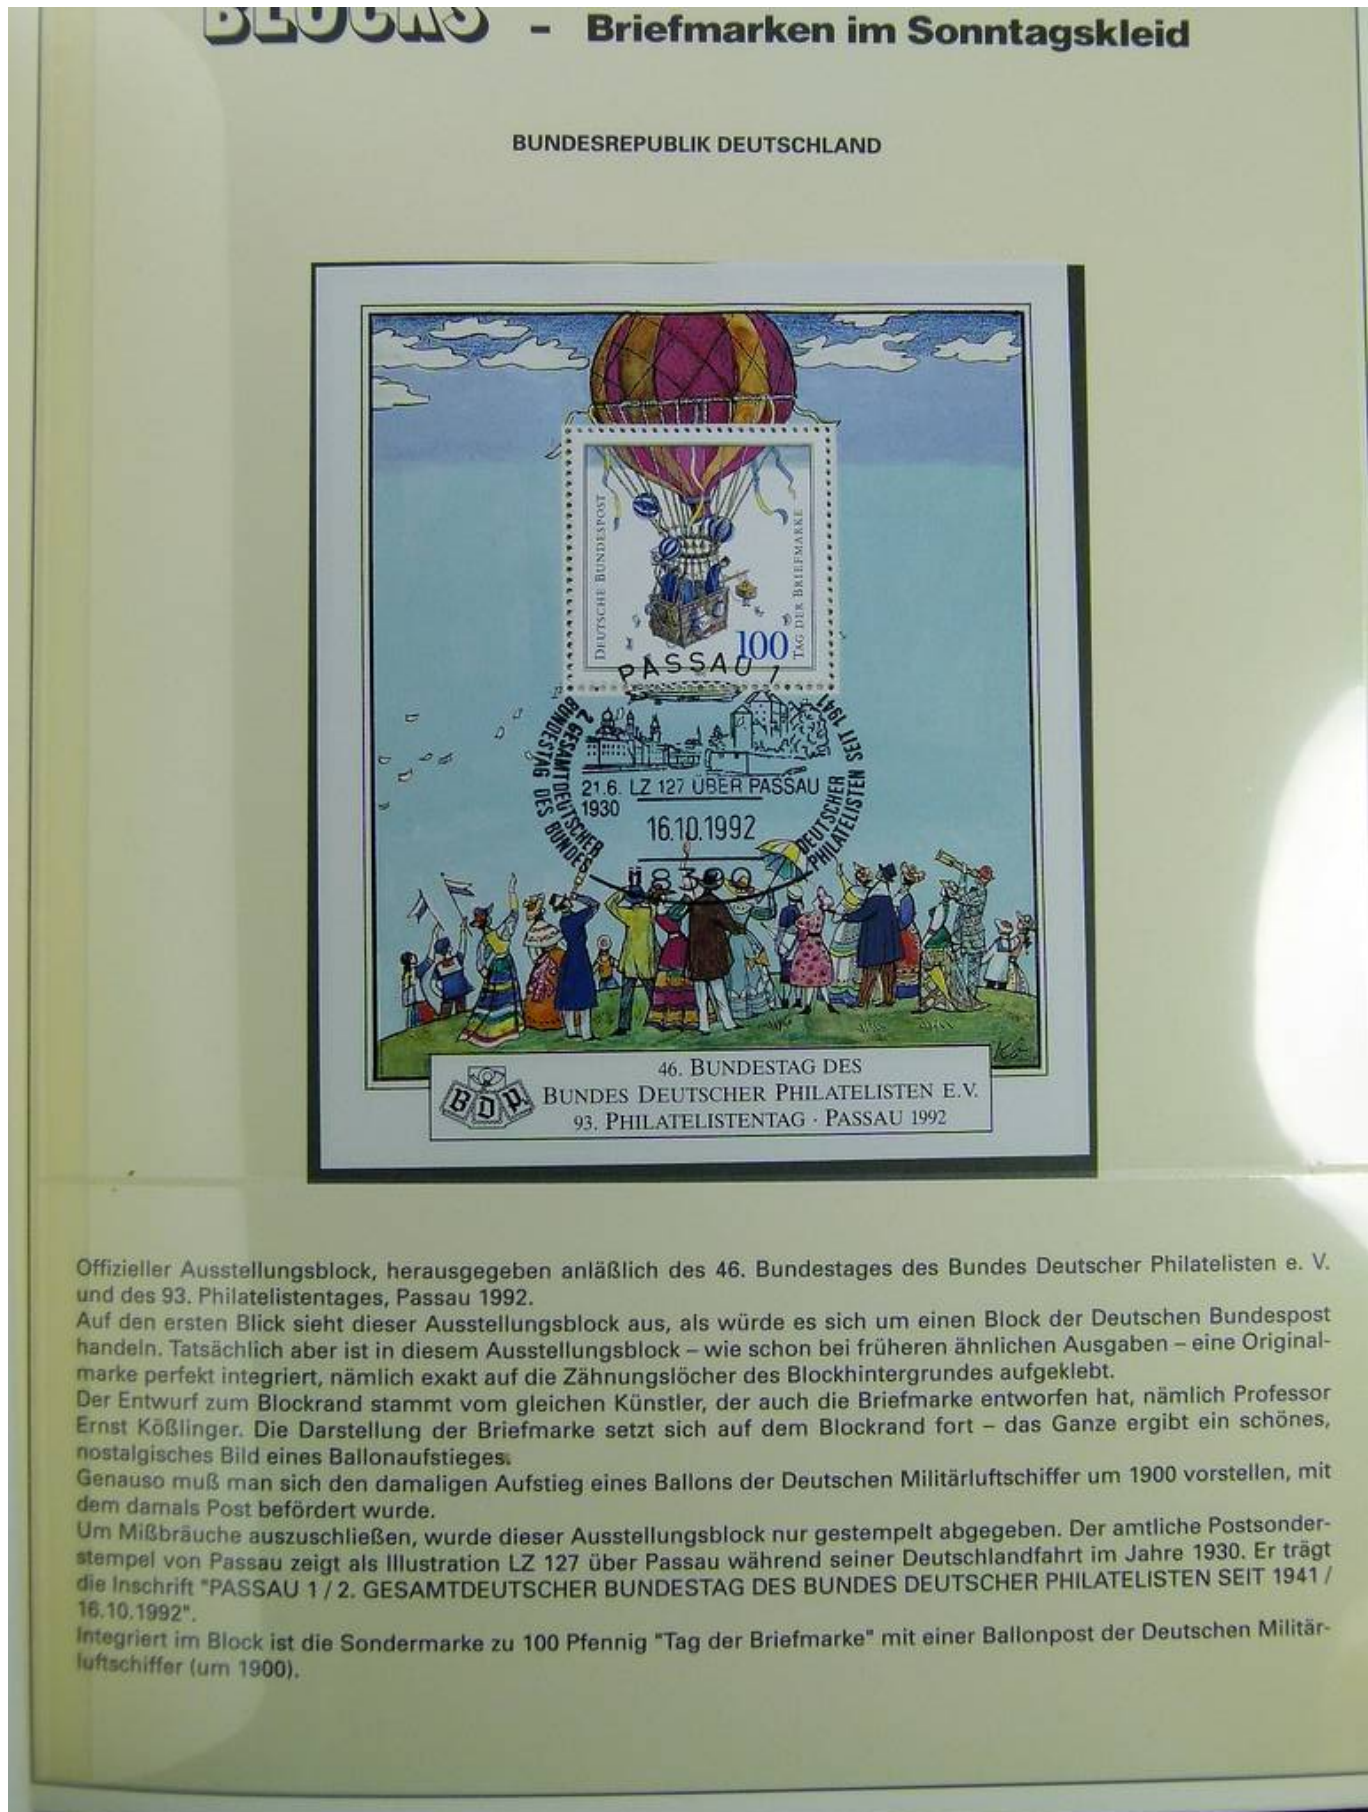 BLOCKS - Briefmarken im Sonntagskleid
BUNDESREPUBLIK DEUTSCHLAND
DEUTSCHE BUNDESPOST
TAG DER BRIEFMARKE
100
PASSAU 1
2. GESAMTDEUTSCHER
BUNDESTAG DES BUNDES
DEUTSCHER
PHILATELISTEN SEIT 1941
21.6. LZ 127 ÜBER PASSAU
1930
16.10.1992
8390
46. BUNDESTAG DES
BDPh
BUNDES DEUTSCHER PHILATELISTEN E.V.
93. PHILATELISTENTAG · PASSAU 1992
Offizieller Ausstellungsblock, herausgegeben anläßlich des 46. Bundestages des Bundes Deutscher Philatelisten e. V.
und des 93. Philatelistentages, Passau 1992.
Auf den ersten Blick sieht dieser Ausstellungsblock aus, als würde es sich um einen Block der Deutschen Bundespost
handeln. Tatsächlich aber ist in diesem Ausstellungsblock – wie schon bei früheren ähnlichen Ausgaben – eine Original-
marke perfekt integriert, nämlich exakt auf die Zähnungslöcher des Blockhintergrundes aufgeklebt.
Der Entwurf zum Blockrand stammt vom gleichen Künstler, der auch die Briefmarke entworfen hat, nämlich Professor
Ernst Kößlinger. Die Darstellung der Briefmarke setzt sich auf dem Blockrand fort – das Ganze ergibt ein schönes,
nostalgisches Bild eines Ballonaufstieges.
Genauso muß man sich den damaligen Aufstieg eines Ballons der Deutschen Militärluftschiffer um 1900 vorstellen, mit
dem damals Post befördert wurde.
Um Mißbräuche auszuschließen, wurde dieser Ausstellungsblock nur gestempelt abgegeben. Der amtliche Postsonder-
stempel von Passau zeigt als Illustration LZ 127 über Passau während seiner Deutschlandfahrt im Jahre 1930. Er trägt
die Inschrift "PASSAU 1 / 2. GESAMTDEUTSCHER BUNDESTAG DES BUNDES DEUTSCHER PHILATELISTEN SEIT 1941 /
16.10.1992".
Integriert im Block ist die Sondermarke zu 100 Pfennig "Tag der Briefmarke" mit einer Ballonpost der Deutschen Militär-
luftschiffer (um 1900).